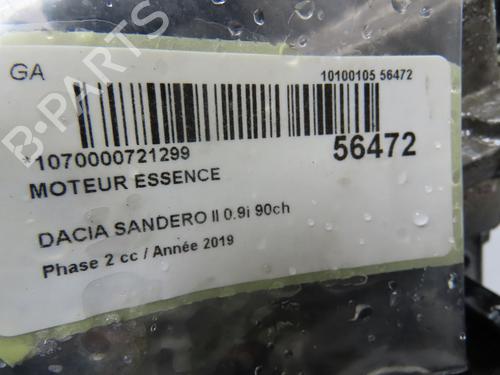 GA
10100105 56472
1070000721299
56472
MOTEUR ESSENCE
DACIA SANDERO II 0.9i 90ch
Phase 2 cc / Année 2019
B-PARTS